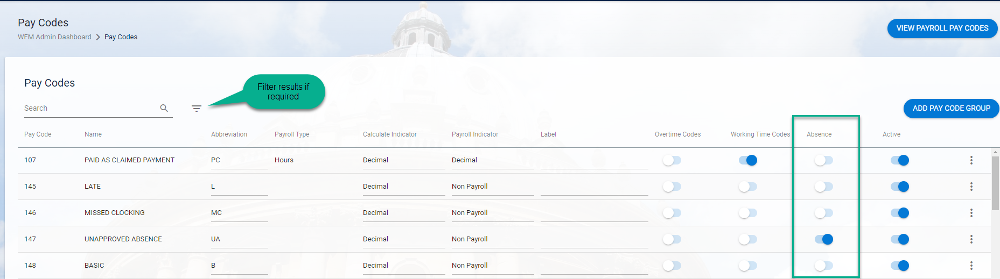 Pay Codes
VIEW PAYROLL PAY CODES
WFM Admin Dashboard > Pay Codes
Pay Codes
Filter results if
required
Search
ADD PAY CODE GROUP
Pay Code Name Abbreviation Payroll Type Calculate Indicator Payroll Indicator Label Overtime Codes Working Time Codes Absence Active
107 PAID AS CLAIMED PAYMENT PC Hours Decimal Decimal
145 LATE L Decimal Non Payroll
146 MISSED CLOCKING MC Decimal Non Payroll
147 UNAPPROVED ABSENCE UA Decimal Non Payroll
148 BASIC B Decimal Non Payroll